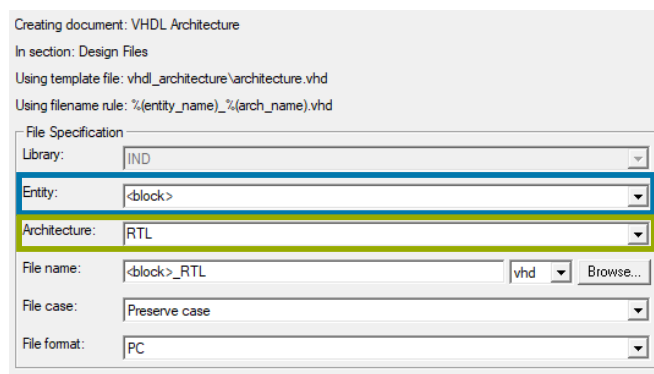 Creating document: VHDL Architecture
In section: Design Files
Using template file: vhdl_architecture\architecture.vhd
Using filename rule: %(entity_name)_%(arch_name).vhd
File Specification
Library: IND
Entity: <block>
Architecture: RTL
File name: <block>_RTL vhd Browse...
File case: Preserve case
File format: PC